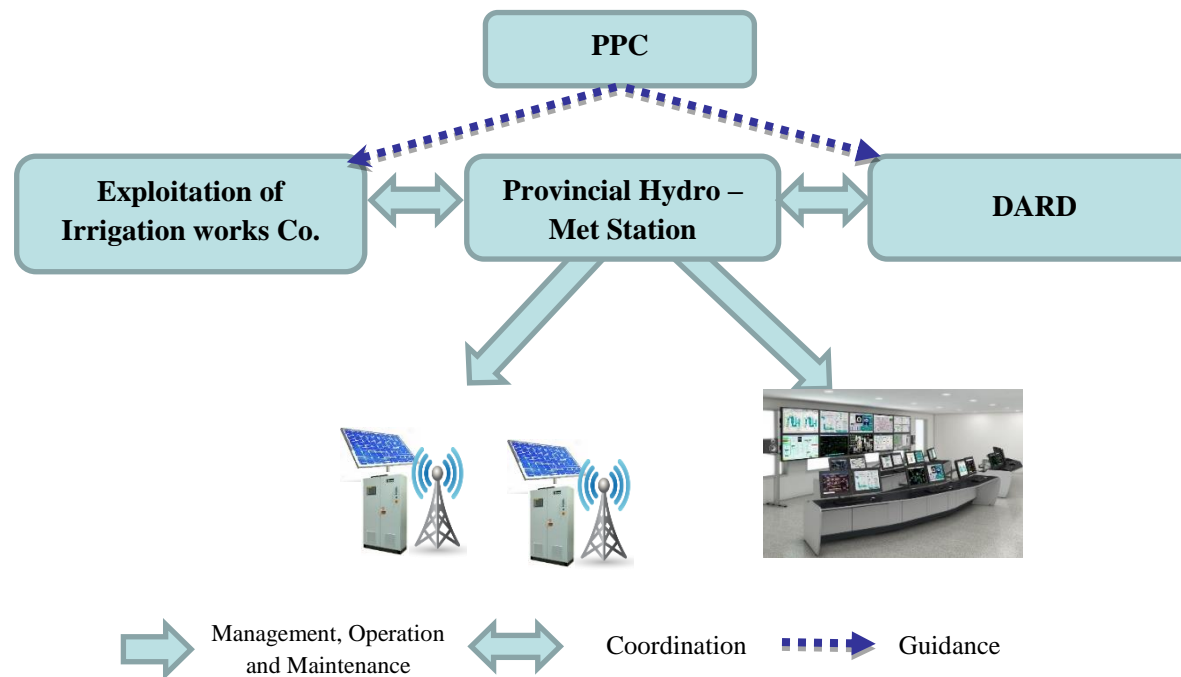 PPC
Exploitation of
Irrigation works Co.
Provincial Hydro –
Met Station
DARD
Management, Operation
and Maintenance
Coordination
Guidance